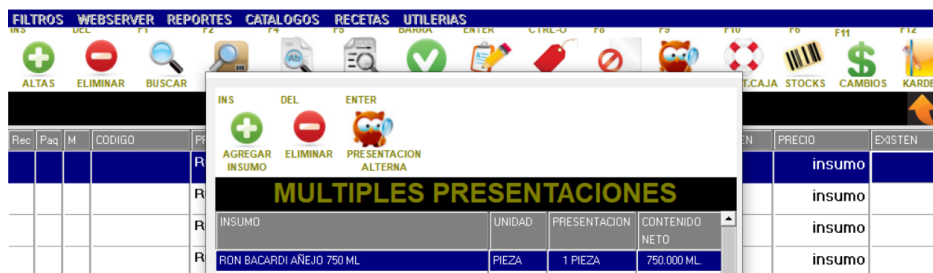 FILTROS WEBSERVER REPORTES CATALOGOS RECETAS UTILERIAS
INS DEL F1 F2 F4 F5 BARRA ENTER CTRL-O F8 F9 F10 F6 F11 F12
ALTAS ELIMINAR BUSCAR T.CAJA STOCKS CAMBIOS KARDE
INS DEL ENTER
AGREGAR INSUMO ELIMINAR PRESENTACION ALTERNA
Rec Paq M CODIGO PR EN PRECIO EXISTEN
R insumo
MULTIPLES PRESENTACIONES
R insumo
INSUMO UNIDAD PRESENTACION CONTENIDO NETO
R insumo
RON BACARDI AÑEJO 750 ML PIEZA 1 PIEZA 750.000 ML.
R insumo